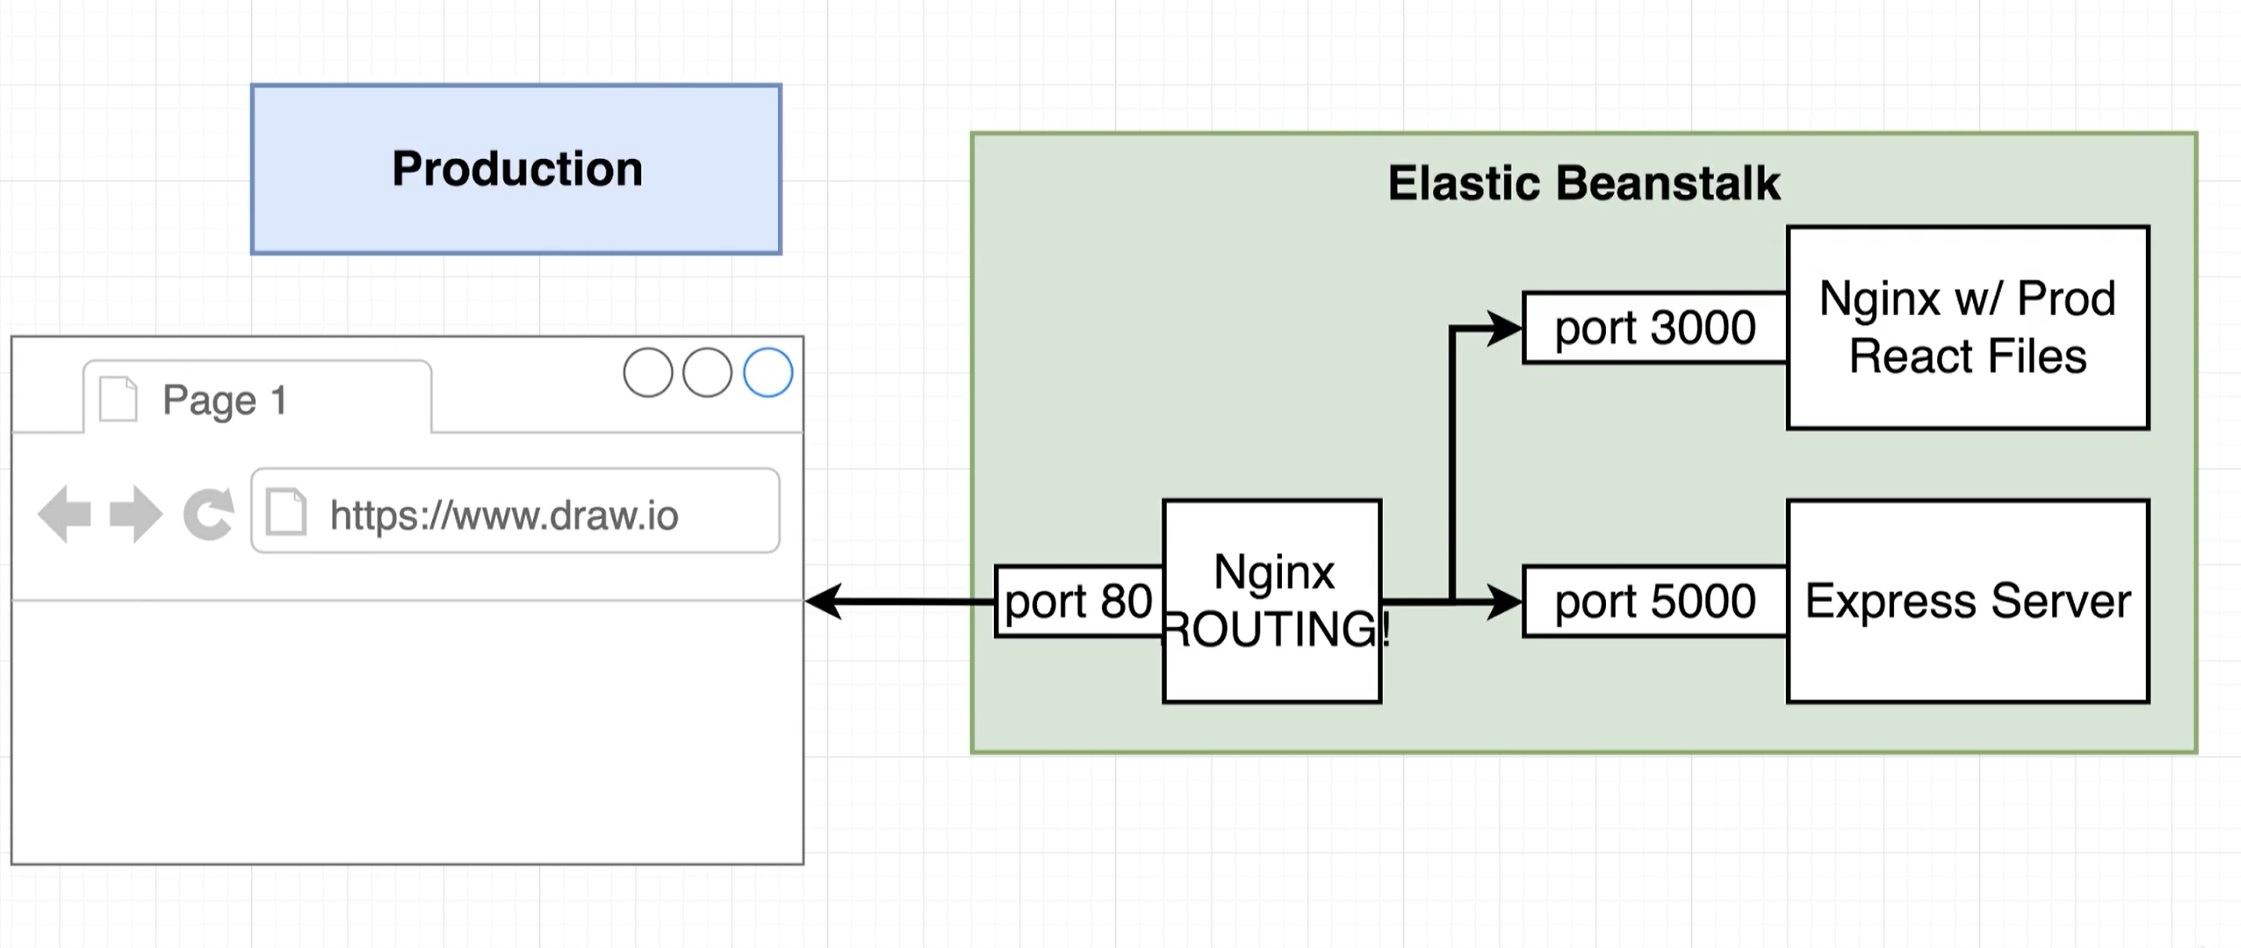 Production
Elastic Beanstalk
Nginx w/ Prod
React Files
port 3000
Page 1
https://www.draw.io
port 80
Nginx
ROUTING!
port 5000
Express Server